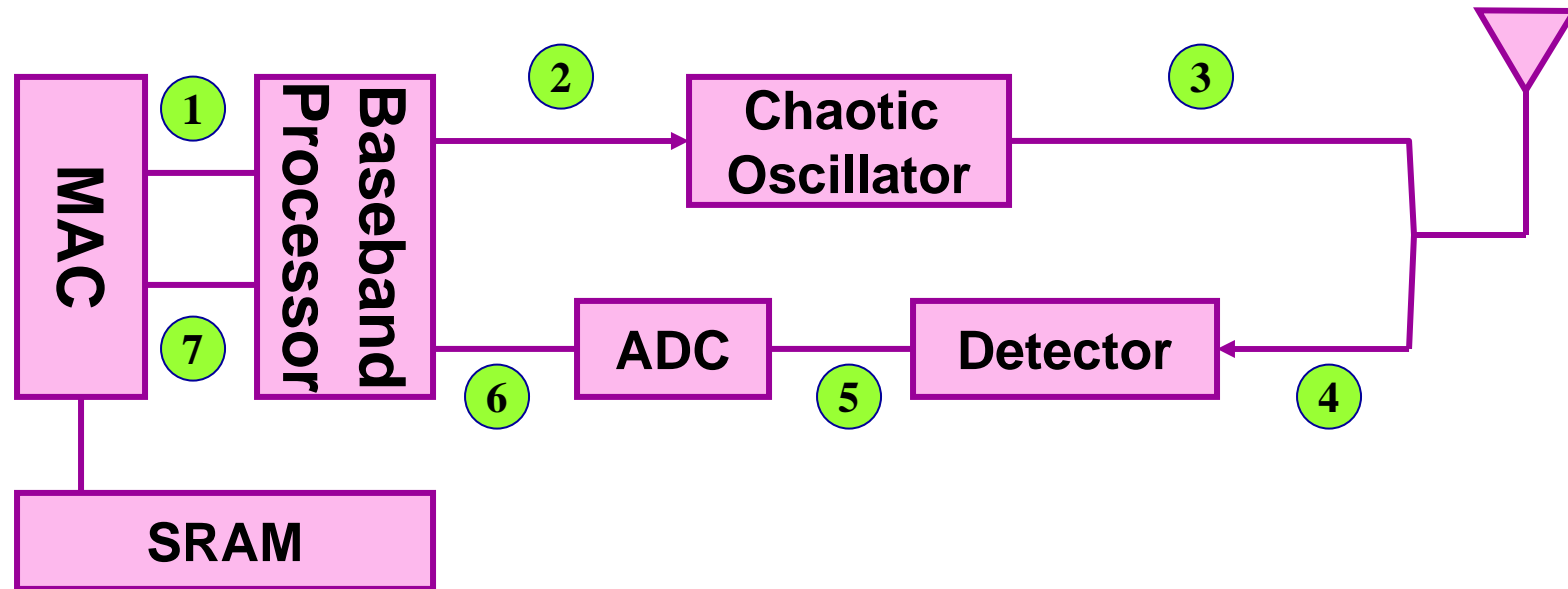 MAC
1
7
Baseband
Processor
2
Chaotic
Oscillator
3
ADC
6
5
Detector
4
SRAM